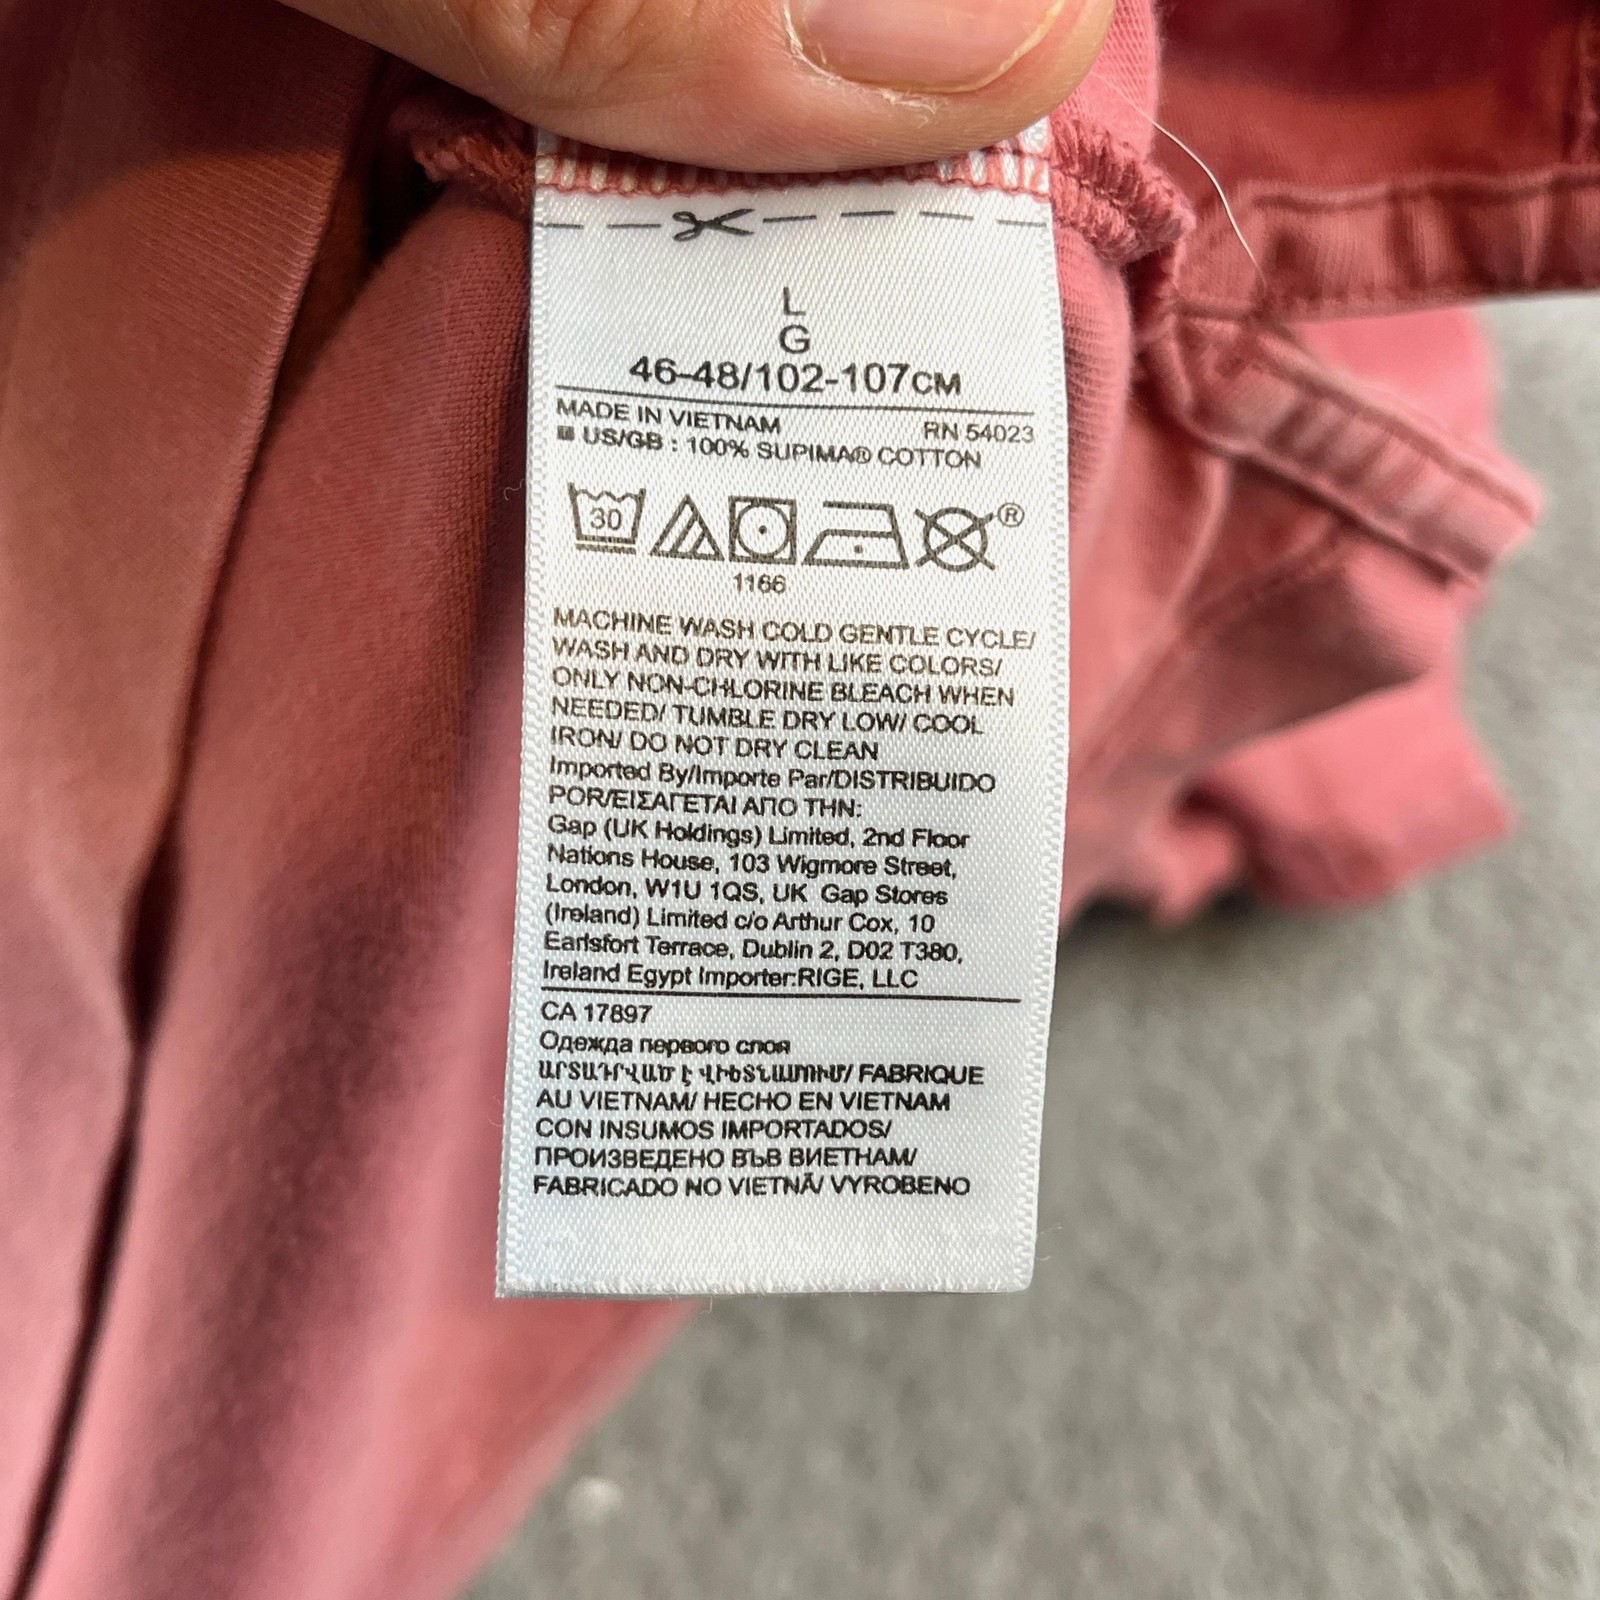 L
G
46-48/102-107CM
MADE IN VIETNAM RN 54023
US/GB : 100% SUPIMA® COTTON
30 ®
1166
MACHINE WASH COLD GENTLE CYCLE/
WASH AND DRY WITH LIKE COLORS/
ONLY NON-CHLORINE BLEACH WHEN
NEEDED/ TUMBLE DRY LOW/ COOL
IRON/ DO NOT DRY CLEAN
Imported By/Importe Par/DISTRIBUIDO
POR/ΕΙΣΑΓΕΤΑΙ ΑΠΟ ΤΗΝ:
Gap (UK Holdings) Limited, 2nd Floor
Nations House, 103 Wigmore Street,
London, W1U 1QS, UK Gap Stores
(Ireland) Limited c/o Arthur Cox, 10
Earlsfort Terrace, Dublin 2, D02 T380,
Ireland Egypt Importer:RIGE, LLC
CA 17897
Одежда первого слоя
ԱՐՏԱԴՐՎԱԾ Է ՎԻԵՏՆԱՄՈՒՄ/ FABRIQUE
AU VIETNAM/ HECHO EN VIETNAM
CON INSUMOS IMPORTADOS/
ПРОИЗВЕДЕНО ВЪВ ВИЕТНАМ/
FABRICADO NO VIETNÃ/ VYROBENO